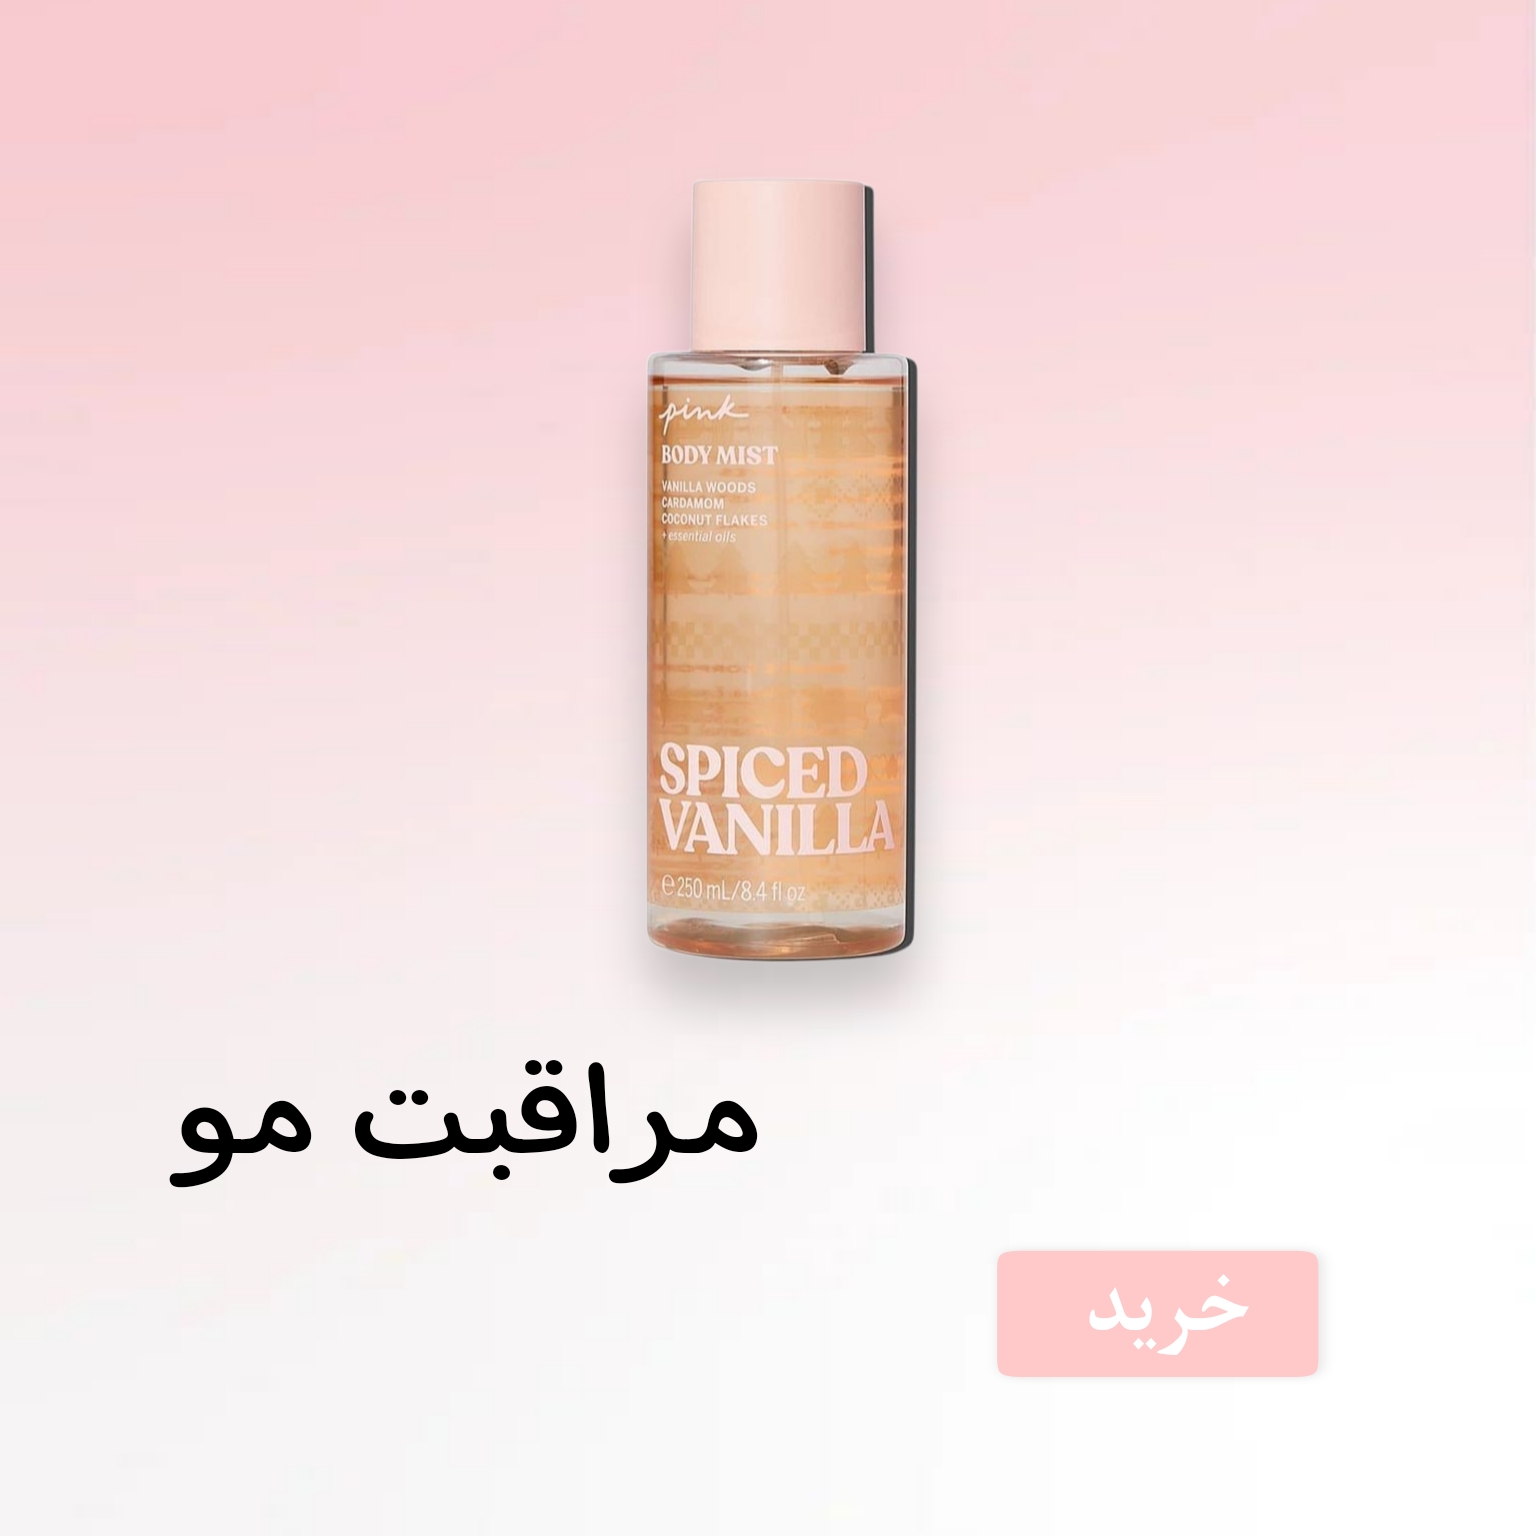 pink
BODY MIST
VANILLA WOODS
CARDAMOM
COCONUT FLAKES
+ essential oils
SPICED
VANILLA
℮ 250 mL/8.4 fl oz
مراقبت مو
خرید